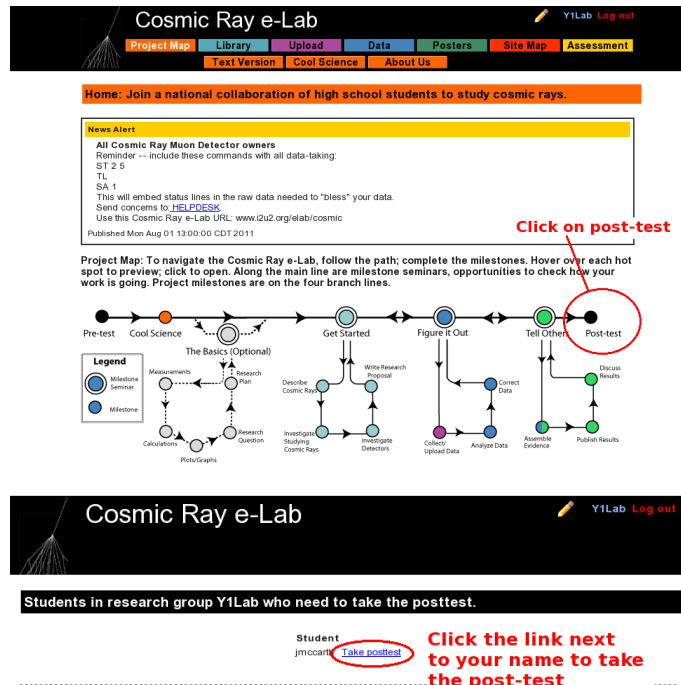 Cosmic Ray e-Lab
Y1Lab Log out
Project Map Library Upload Data Posters Site Map Assessment
Text Version Cool Science About Us
Home: Join a national collaboration of high school students to study cosmic rays.
News Alert
All Cosmic Ray Muon Detector owners
Reminder -- include these commands with all data-taking:
ST 2 5
TL
SA 1
This will embed status lines in the raw data needed to "bless" your data.
Send concerns to: HELPDESK.
Use this Cosmic Ray e-Lab URL: www.i2u2.org/elab/cosmic
Published Mon Aug 01 13:00:00 CDT 2011
Click on post-test
Project Map: To navigate the Cosmic Ray e-Lab, follow the path; complete the milestones. Hover over each hot
spot to preview; click to open. Along the main line are milestone seminars, opportunities to check how your
work is going. Project milestones are on the four branch lines.
Pre-test
Cool Science
The Basics (Optional)
Get Started
Figure it Out
Tell Others
Post-test
Legend
Milestone
Seminar
Milestone
Measurements
Research
Plan
Calculations
Research
Question
Plots/Graphs
Describe
Cosmic Rays
Write Research
Proposal
Investigate
Studying
Cosmic Rays
Investigate
Detectors
Correct
Data
Collect/
Upload Data
Analyze Data
Discuss
Results
Assemble
Evidence
Publish Results
Cosmic Ray e-Lab
Y1Lab Log out
Students in research group Y1Lab who need to take the posttest.
Student
jmccarth Take posttest
Click the link next
to your name to take
the post-test